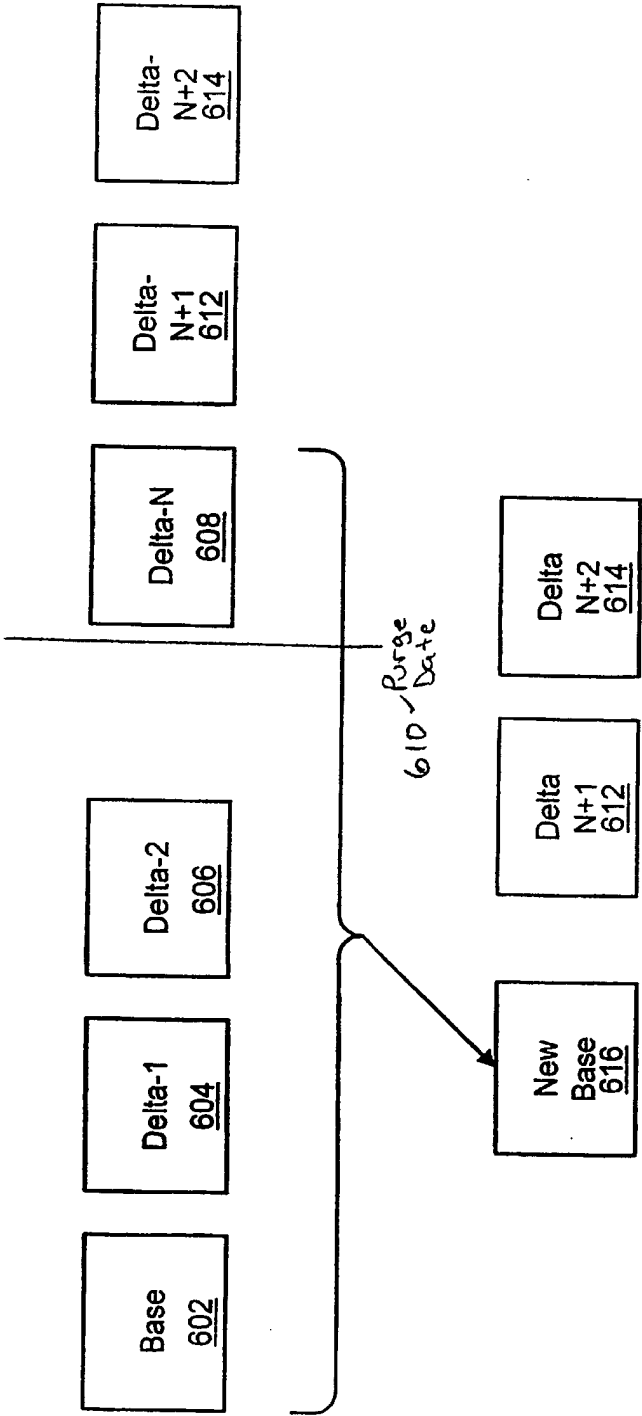 Base
602
Delta-1
604
Delta-2
606
Delta-N
608
Delta-
N+1
612
Delta-
N+2
614
610 Purge
Date
New
Base
616
Delta
N+1
612
Delta
N+2
614